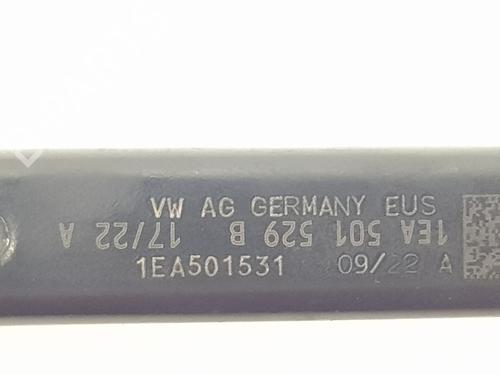 VW AG GERMANY EUS
1EA 501 529 B 17/22 A
1EA501531 09/22 A